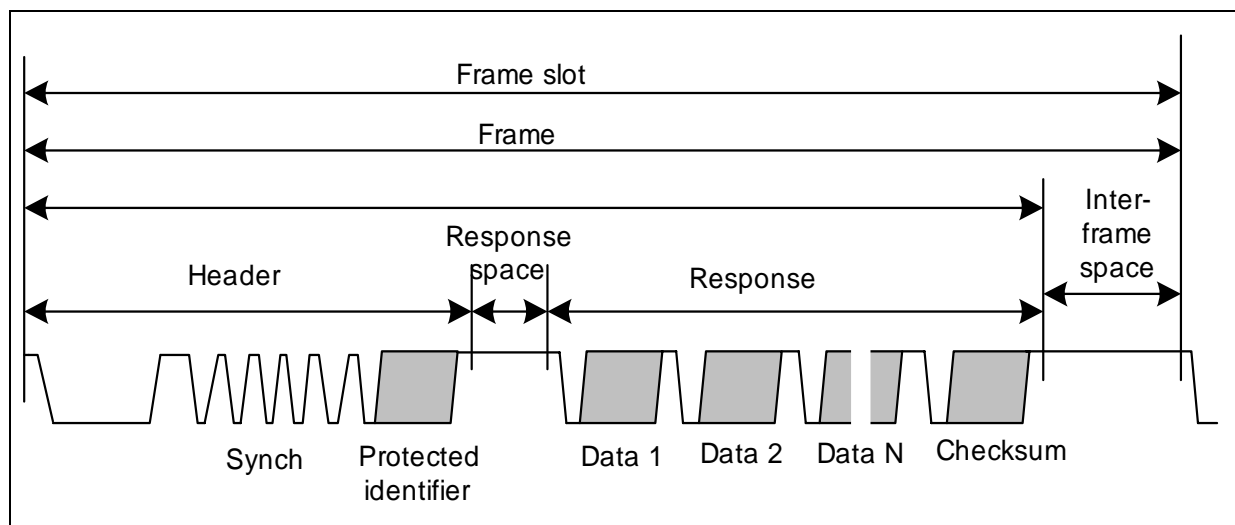 Frame slot
Frame
Inter-
frame
space
Response
space
Header
Response
Synch
Protected
identifier
Data 1
Data 2
Data N
Checksum